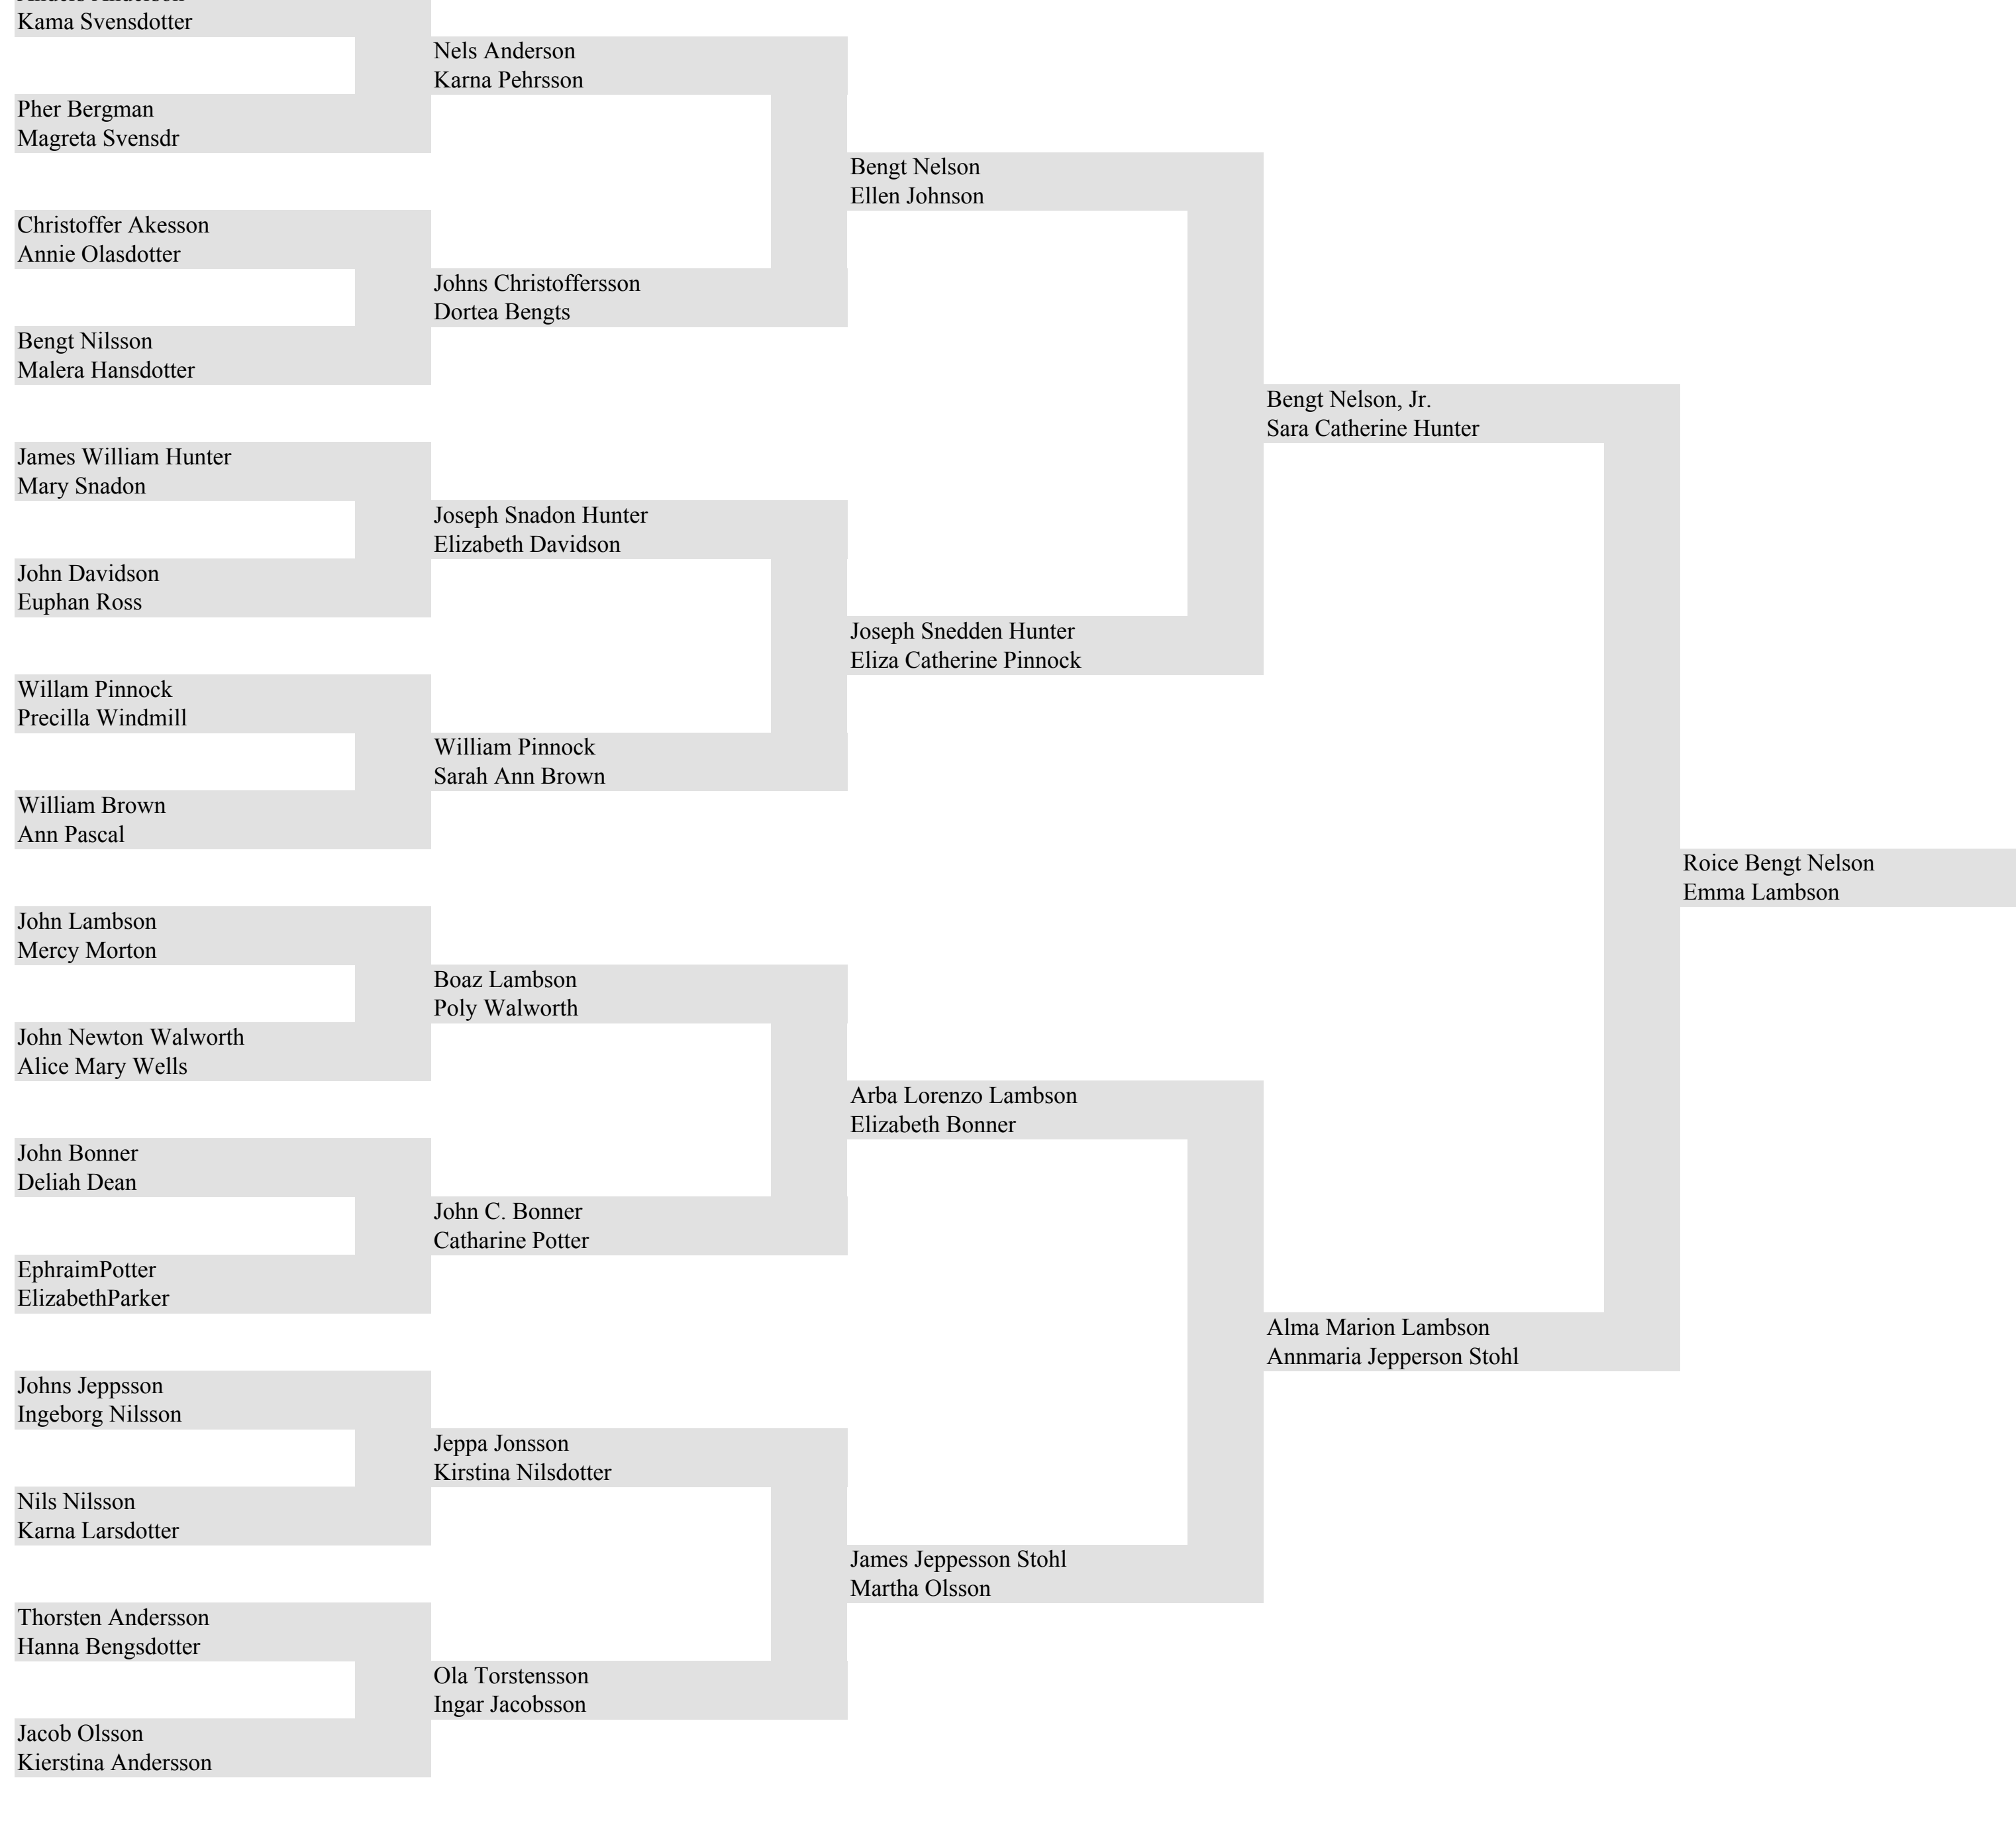 Kama Svensdotter
Nels Anderson
Karna Pehrsson
Pher Bergman
Magreta Svensdr
Bengt Nelson
Ellen Johnson
Christoffer Akesson
Annie Olasdotter
Johns Christoffersson
Dortea Bengts
Bengt Nilsson
Malera Hansdotter
Bengt Nelson, Jr.
Sara Catherine Hunter
James William Hunter
Mary Snadon
Joseph Snadon Hunter
Elizabeth Davidson
John Davidson
Euphan Ross
Joseph Snedden Hunter
Eliza Catherine Pinnock
Willam Pinnock
Precilla Windmill
William Pinnock
Sarah Ann Brown
William Brown
Ann Pascal
Roice Bengt Nelson
Emma Lambson
John Lambson
Mercy Morton
Boaz Lambson
Poly Walworth
John Newton Walworth
Alice Mary Wells
Arba Lorenzo Lambson
Elizabeth Bonner
John Bonner
Deliah Dean
John C. Bonner
Catharine Potter
EphraimPotter
ElizabethParker
Alma Marion Lambson
Annmaria Jepperson Stohl
Johns Jeppsson
Ingeborg Nilsson
Jeppa Jonsson
Kirstina Nilsdotter
Nils Nilsson
Karna Larsdotter
James Jeppesson Stohl
Martha Olsson
Thorsten Andersson
Hanna Bengsdotter
Ola Torstensson
Ingar Jacobsson
Jacob Olsson
Kierstina Andersson